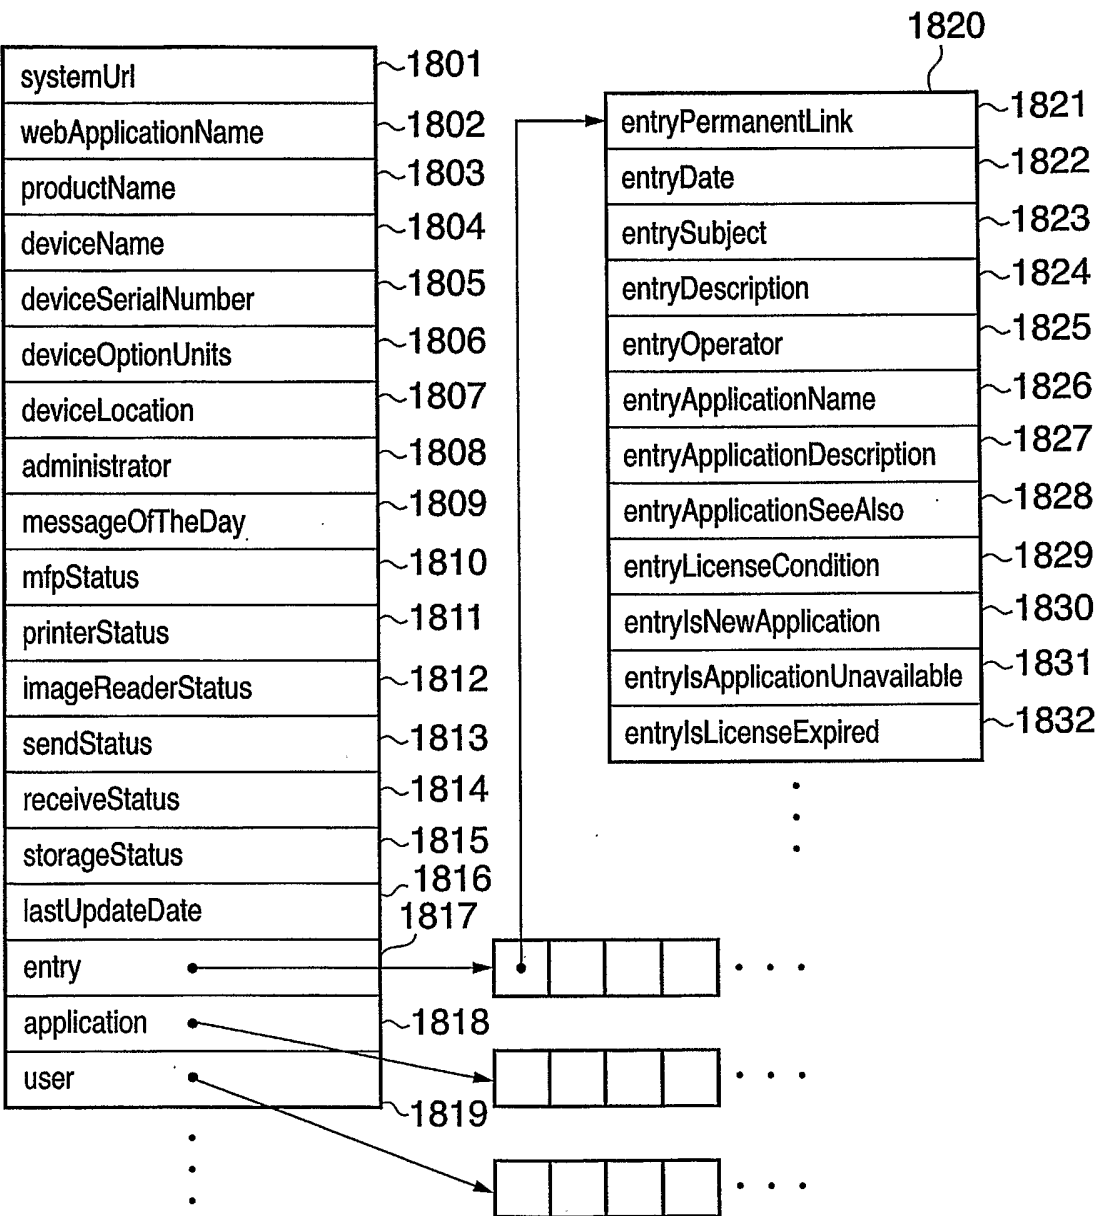 systemUrl 1801
webApplicationName 1802
productName 1803
deviceName 1804
deviceSerialNumber 1805
deviceOptionUnits 1806
deviceLocation 1807
administrator 1808
messageOfTheDay 1809
mfpStatus 1810
printerStatus 1811
imageReaderStatus 1812
sendStatus 1813
receiveStatus 1814
storageStatus 1815
lastUpdateDate 1816
entry 1817
application 1818
user 1819
1820
entryPermanentLink 1821
entryDate 1822
entrySubject 1823
entryDescription 1824
entryOperator 1825
entryApplicationName 1826
entryApplicationDescription 1827
entryApplicationSeeAlso 1828
entryLicenseCondition 1829
entryIsNewApplication 1830
entryIsApplicationUnavailable 1831
entryIsLicenseExpired 1832